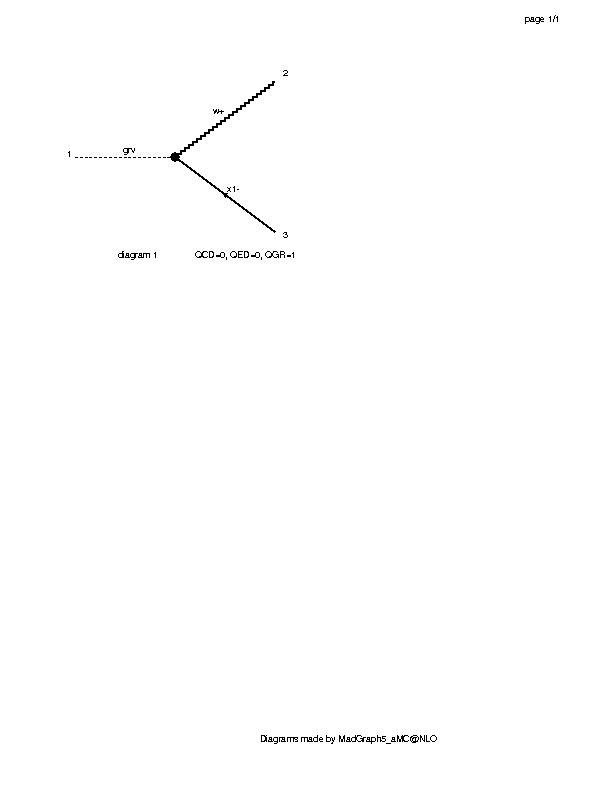 page 1/1
2
w+
1 grv
x1-
3
diagram 1 QCD=0, QED=0, QGR=1
Diagrams made by MadGraph5_aMC@NLO